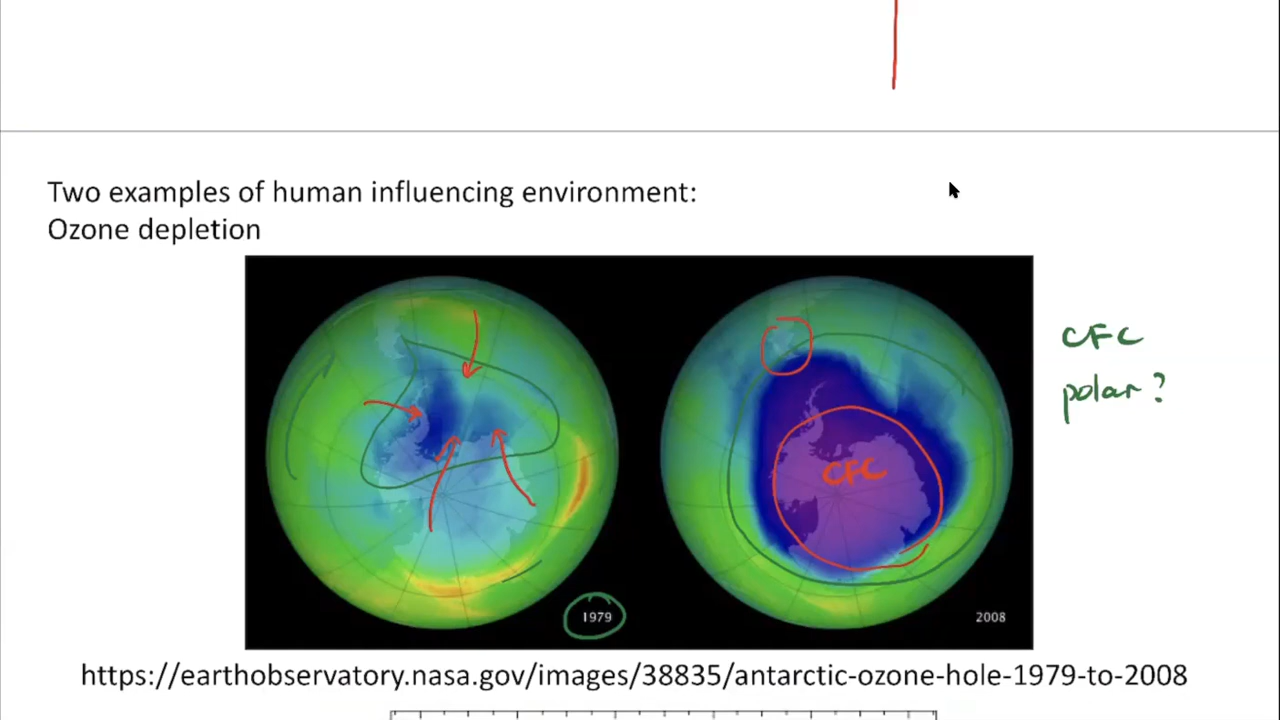 Two examples of human influencing environment:
Ozone depletion
CFC
polar?
CFC
1979
2008
https://earthobservatory.nasa.gov/images/38835/antarctic-ozone-hole-1979-to-2008